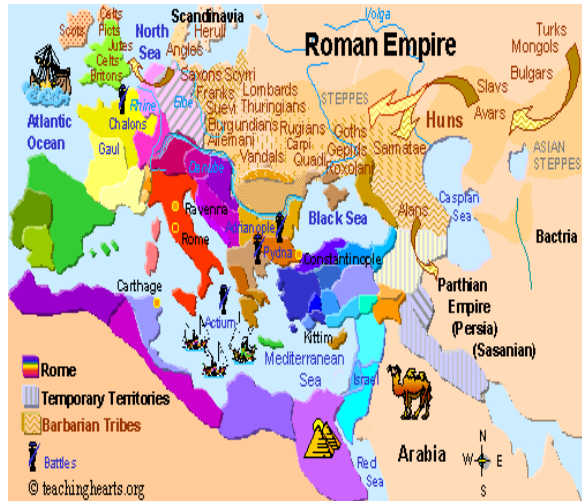 Scots
Celts
Picts
Jutes
Celts
Britons
North
Sea
Scandinavia
Herull
Angles
Roman Empire
Volga
Turks
Mongols
Bulgars
Slavs
Avars
Huns
STEPPES
ASIAN
STEPPES
Saxons Scyrri
Franks
Lombards
Suevi Thuringians
Burgundians
Alremani
Rugians
Carpi
Vandals
Quadi
Goths
Gepids
Roxolani
Sarmatae
Alans
Atlantic
Ocean
Rhine
Elbe
Chalons
Gaul
Danube
Ravenna
Rome
Adrianople
Pydna
Black Sea
Caspian
Sea
Bactria
Constantinople
Carthage
Actium
Kittim
Parthian
Empire
(Persia)
(Sasanian)
Mediterranean
Sea
Israel
Arabia
Red
Sea
Rome
Temporary Territories
Barbarian Tribes
Battles
N
W
E
S
© teachinghearts.org